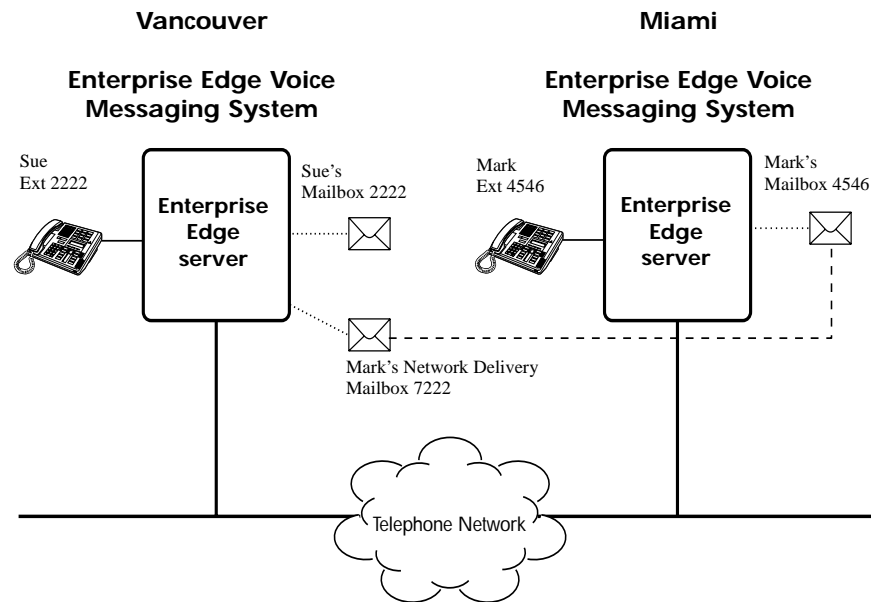 Vancouver
Miami
Enterprise Edge Voice
Messaging System
Enterprise Edge Voice
Messaging System
Sue
Ext 2222
Enterprise
Edge
server
Sue's
Mailbox 2222
Mark
Ext 4546
Enterprise
Edge
server
Mark's
Mailbox 4546
Mark's Network Delivery
Mailbox 7222
Telephone Network